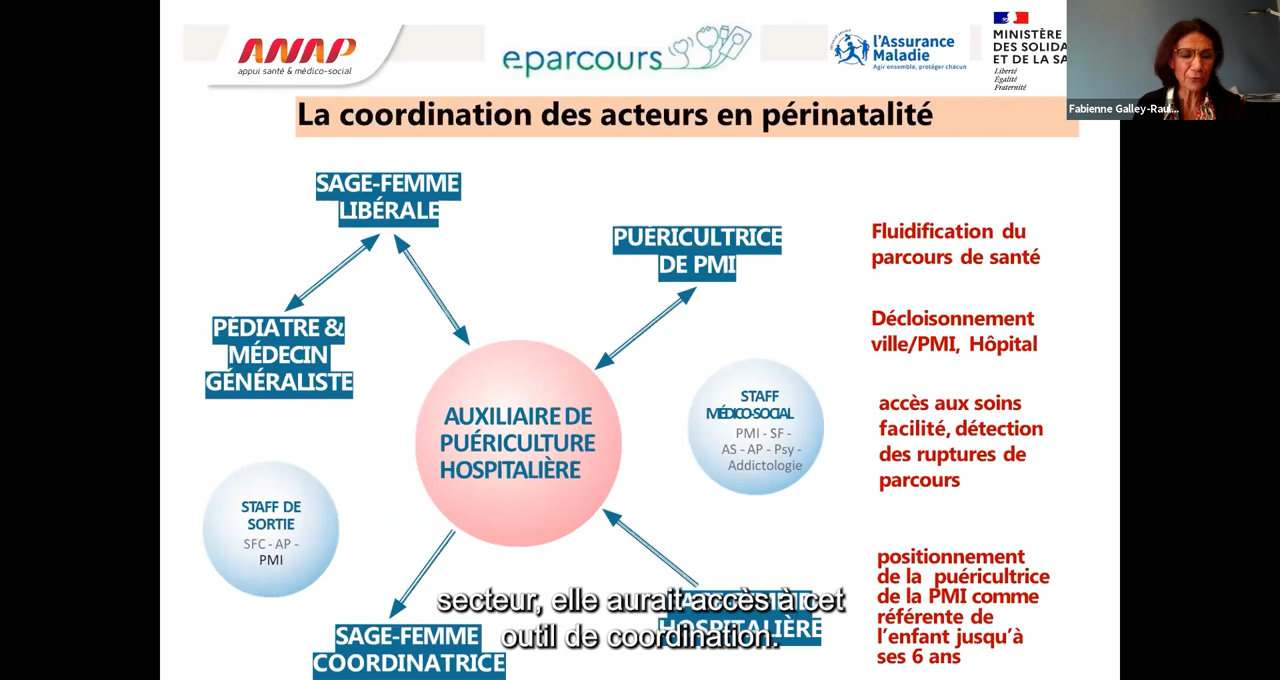 ANAP
appui santé & médico-social
eparcours
l'Assurance
Maladie
Agir ensemble, protéger chacun
MINISTÈRE
DES SOLIDA
ET DE LA SA
Liberté
Égalité
Fraternité
Fabienne Galley-Raul...
La coordination des acteurs en périnatalité
SAGE-FEMME
LIBÉRALE
PUÉRICULTRICE
DE PMI
PÉDIATRE &
MÉDECIN
GÉNÉRALISTE
AUXILIAIRE DE
PUÉRICULTURE
HOSPITALIÈRE
STAFF
MÉDICO-SOCIAL
PMI - SF -
AS - AP - Psy -
Addictologie
STAFF DE
SORTIE
SFC - AP -
PMI
SAGE-FEMME
COORDINATRICE
HOSPITALIÈRE
Fluidification du
parcours de santé
Décloisonnement
ville/PMI, Hôpital
accès aux soins
facilité, détection
des ruptures de
parcours
positionnement
de la puéricultrice
de la PMI comme
référente de
l'enfant jusqu'à
ses 6 ans
secteur, elle aurait accès à cet
outil de coordination.